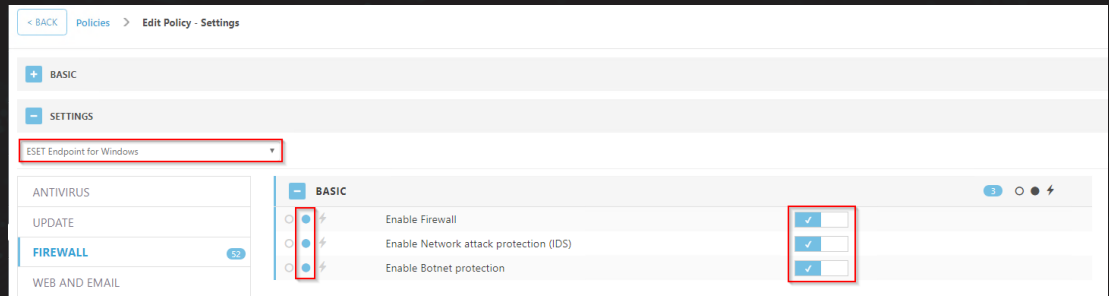 < BACK Policies > Edit Policy - Settings
BASIC
SETTINGS
ESET Endpoint for Windows
ANTIVIRUS
UPDATE
FIREWALL 52
WEB AND EMAIL
BASIC 3
Enable Firewall
Enable Network attack protection (IDS)
Enable Botnet protection